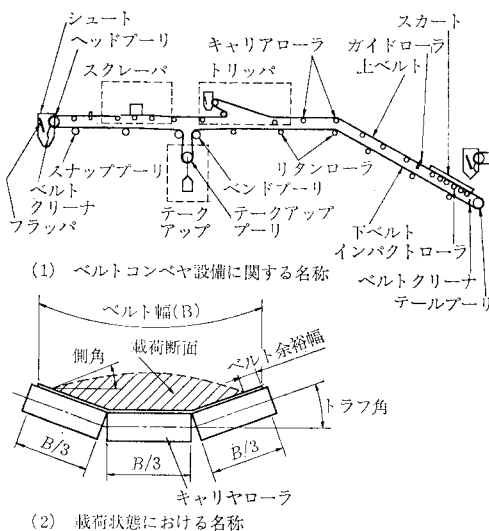 シュート
ヘッドプーリ
スクレーパ
キャリアローラ
トリッパ
スカート
ガイドローラ
上ベルト
スナッププーリ
ベルト
クリーナ
フラッパ
テーク
アップ
ベンドプーリ
テークアップ
プーリ
リタンローラ
下ベルト
インパクトローラ
ベルトクリーナ
テールプーリ
(1) ベルトコンベヤ設備に関する名称
ベルト幅(B)
側角
載荷断面
ベルト余裕幅
トラフ角
B/3
B/3
B/3
キャリヤローラ
(2) 載荷状態における名称